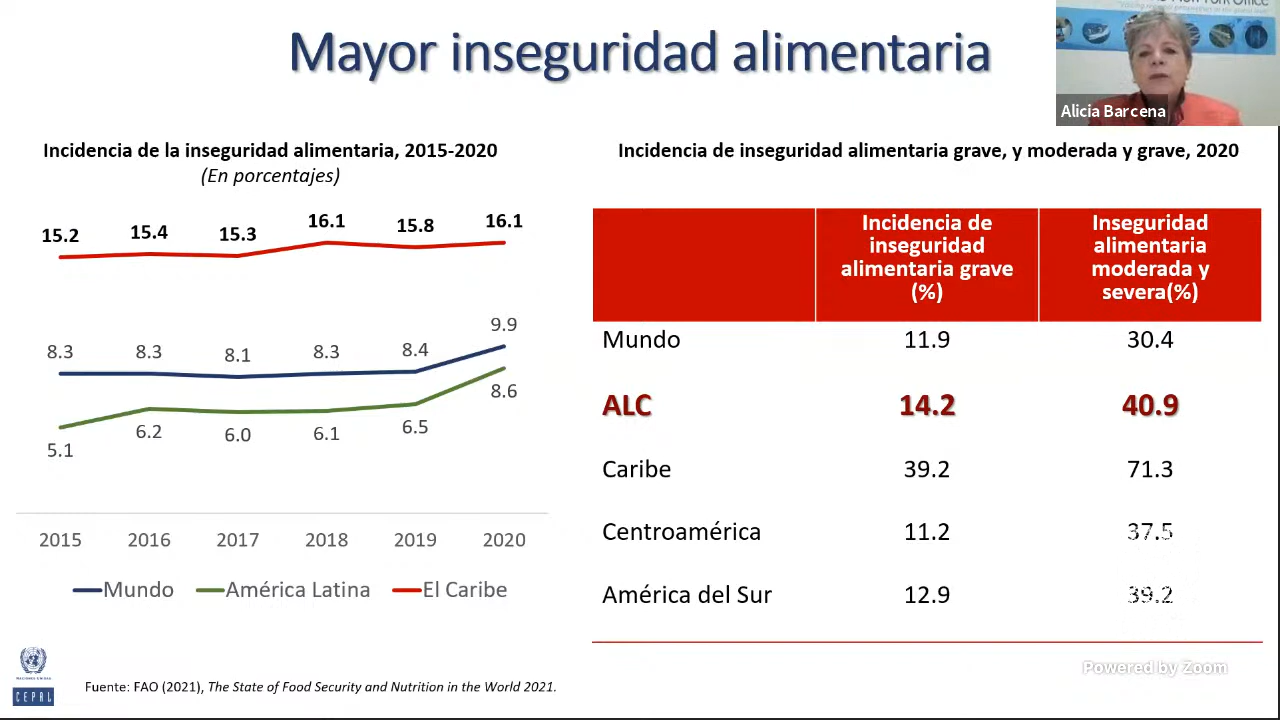 Mayor inseguridad alimentaria
New York Office
Alicia Barcena
Incidencia de la inseguridad alimentaria, 2015-2020
(En porcentajes)
15.2 15.4 15.3 16.1 15.8 16.1
8.3 8.3 8.1 8.3 8.4 9.9
5.1 6.2 6.0 6.1 6.5 8.6
2015 2016 2017 2018 2019 2020
Mundo América Latina El Caribe
Incidencia de inseguridad alimentaria grave, y moderada y grave, 2020
Incidencia de
inseguridad
alimentaria grave
(%)
Inseguridad
alimentaria
moderada y
severa(%)
Mundo 11.9 30.4
ALC 14.2 40.9
Caribe 39.2 71.3
Centroamérica 11.2 37.5
América del Sur 12.9 39.2
NACIONES UNIDAS
CEPAL
Fuente: FAO (2021), The State of Food Security and Nutrition in the World 2021.
Powered by Zoom